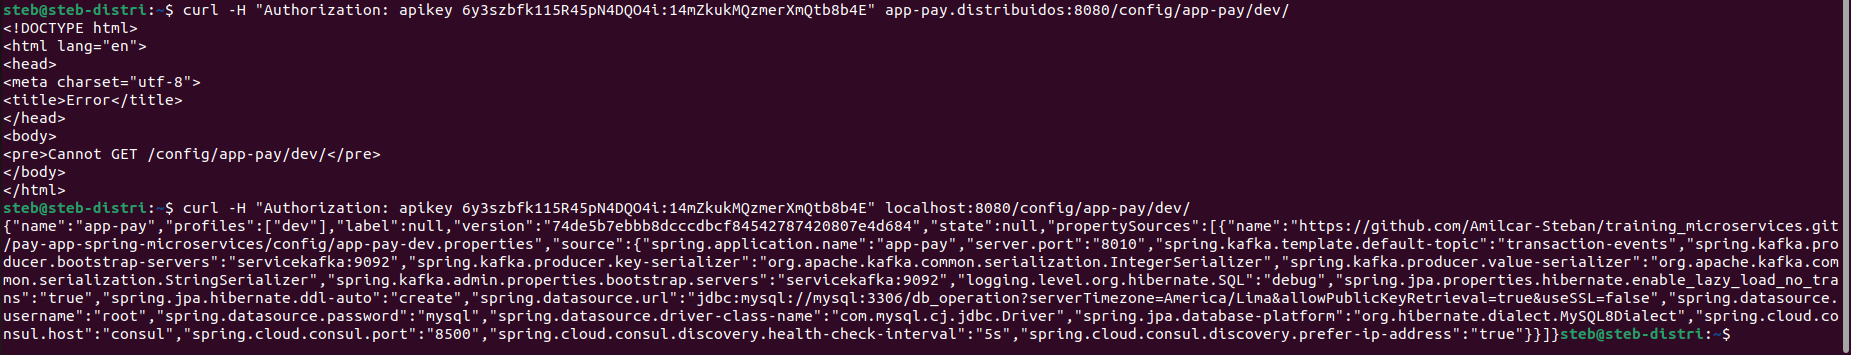 steb@steb-distri:~$ curl -H "Authorization: apikey 6y3szbfk115R45pN4DQO4i:14mZkukMQzmerXmQtb8b4E" app-pay.distribuidos:8080/config/app-pay/dev/
<!DOCTYPE html>
<html lang="en">
<head>
<meta charset="utf-8">
<title>Error</title>
</head>
<body>
<pre>Cannot GET /config/app-pay/dev/</pre>
</body>
</html>
steb@steb-distri:~$ curl -H "Authorization: apikey 6y3szbfk115R45pN4DQO4i:14mZkukMQzmerXmQtb8b4E" localhost:8080/config/app-pay/dev/
{"name":"app-pay","profiles":["dev"],"label":null,"version":"74de5b7ebbb8dcccdbcf84542787420807e4d684","state":null,"propertySources":[{"name":"https://github.com/Amilcar-Steban/training_microservices.git
/pay-app-spring-microservices/config/app-pay-dev.properties","source":{"spring.application.name":"app-pay","server.port":"8010","spring.kafka.template.default-topic":"transaction-events","spring.kafka.pro
ducer.bootstrap-servers":"servicekafka:9092","spring.kafka.producer.key-serializer":"org.apache.kafka.common.serialization.IntegerSerializer","spring.kafka.producer.value-serializer":"org.apache.kafka.com
mon.serialization.StringSerializer","spring.kafka.admin.properties.bootstrap.servers":"servicekafka:9092","logging.level.org.hibernate.SQL":"debug","spring.jpa.properties.hibernate.enable_lazy_load_no_tra
ns":"true","spring.jpa.hibernate.ddl-auto":"create","spring.datasource.url":"jdbc:mysql://mysql:3306/db_operation?serverTimezone=America/Lima&allowPublicKeyRetrieval=true&useSSL=false","spring.datasource.
username":"root","spring.datasource.password":"mysql","spring.datasource.driver-class-name":"com.mysql.cj.jdbc.Driver","spring.jpa.database-platform":"org.hibernate.dialect.MySQL8Dialect","spring.cloud.co
nsul.host":"consul","spring.cloud.consul.port":"8500","spring.cloud.consul.discovery.health-check-interval":"5s","spring.cloud.consul.discovery.prefer-ip-address":"true"}}]}steb@steb-distri:~$